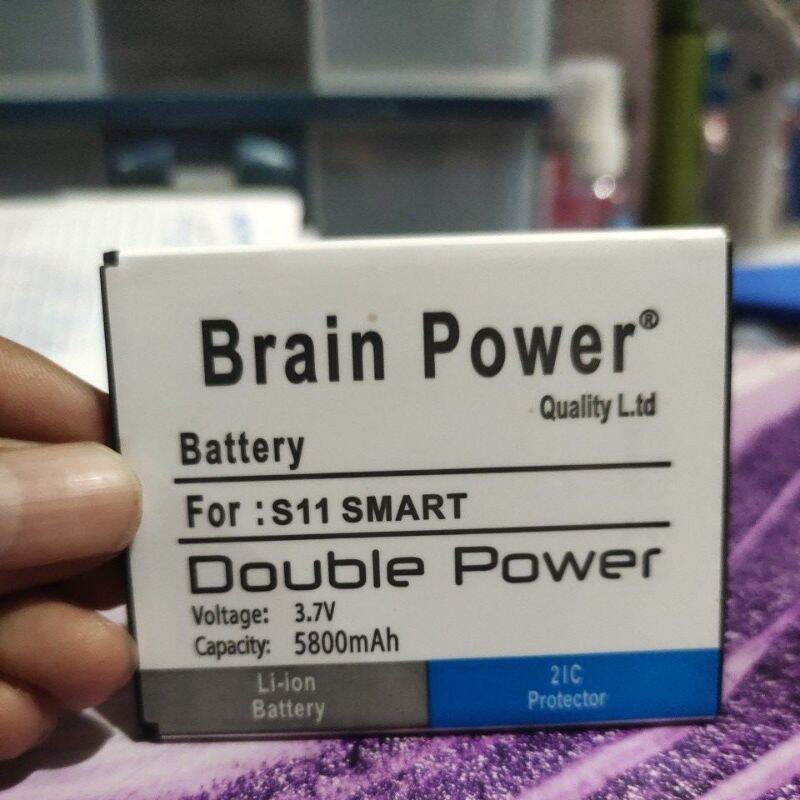 Brain Power®
Quality L.td
Battery
For : S11 SMART
Double Power
Voltage: 3.7V
Capacity: 5800mAh
Li-ion
Battery
2IC
Protector